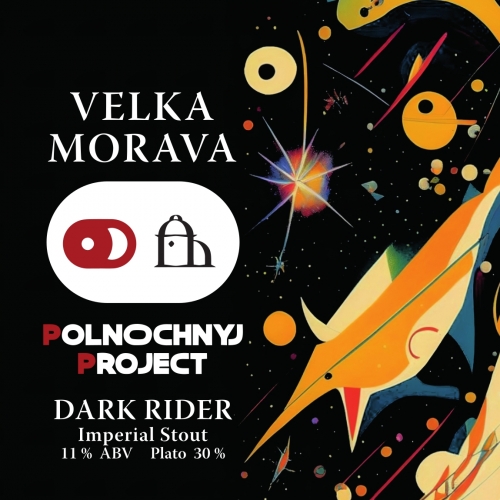 VELKA
MORAVA
POLNOCHNYJ
PROJECT
DARK RIDER
Imperial Stout
11% ABV Plato 30%